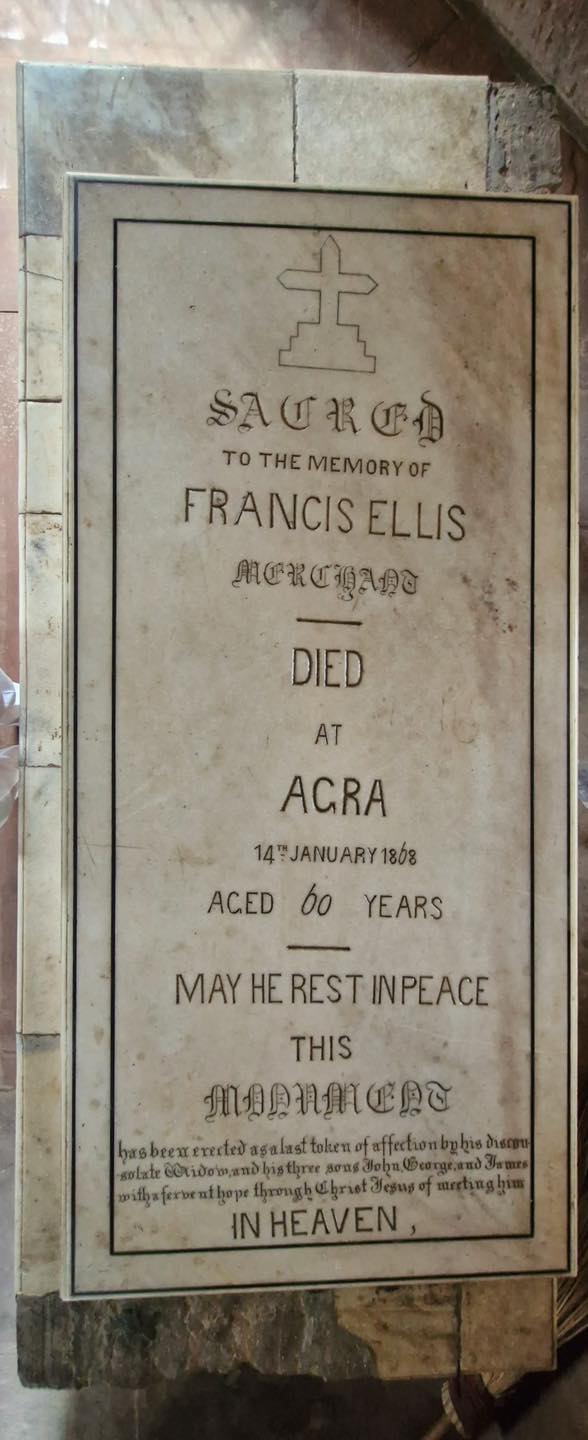 SACRED
TO THE MEMORY OF
FRANCIS ELLIS
MERCHANT
DIED
AT
AGRA
14TH JANUARY 1868
AGED 60 YEARS
MAY HE REST IN PEACE
THIS
MONUMENT
has been erected as a last token of affection by his discon-
solate Widow, and his three sons John, George, and James
with a fervent hope through Christ Jesus of meeting him
IN HEAVEN,